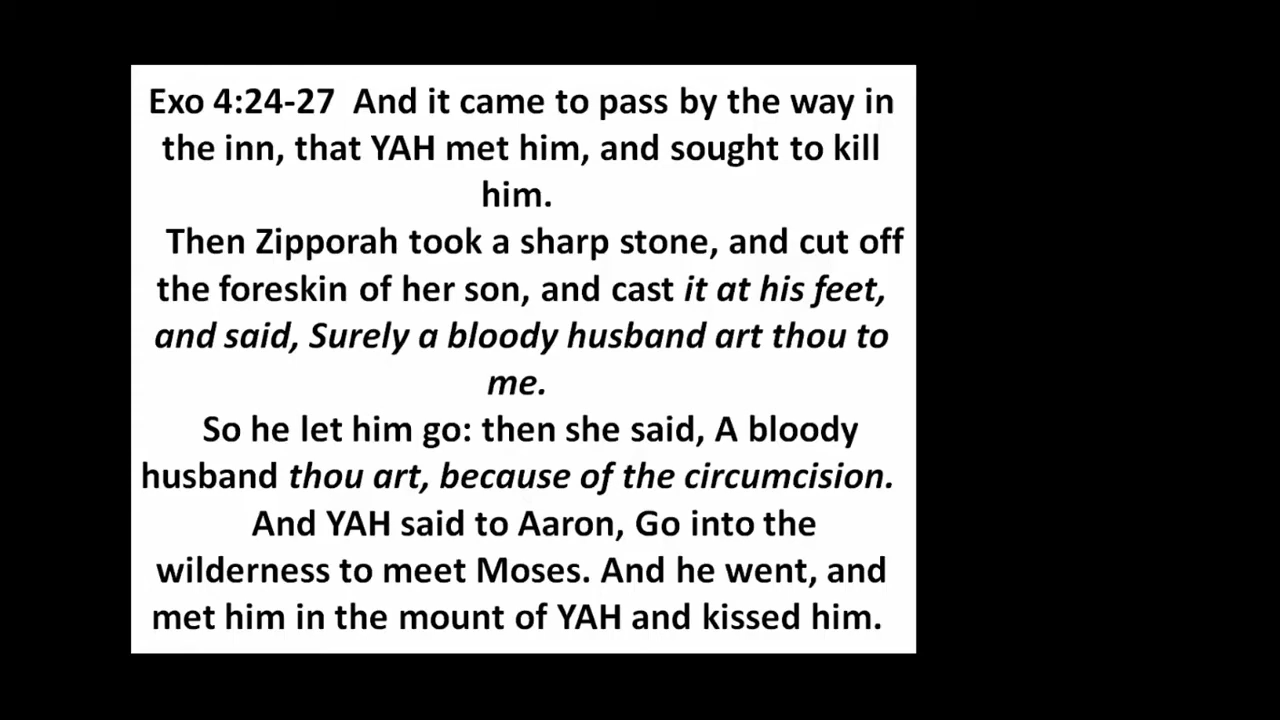 Exo 4:24-27  And it came to pass by the way in
the inn, that YAH met him, and sought to kill
him.
Then Zipporah took a sharp stone, and cut off
the foreskin of her son, and cast it at his feet,
and said, Surely a bloody husband art thou to
me.
So he let him go: then she said, A bloody
husband thou art, because of the circumcision.
And YAH said to Aaron, Go into the
wilderness to meet Moses. And he went, and
met him in the mount of YAH and kissed him.